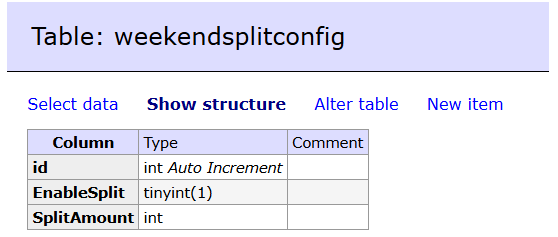 Table: weekendsplitconfig
Select data Show structure Alter table New item
Column Type Comment
id int Auto Increment
EnableSplit tinyint(1)
SplitAmount int